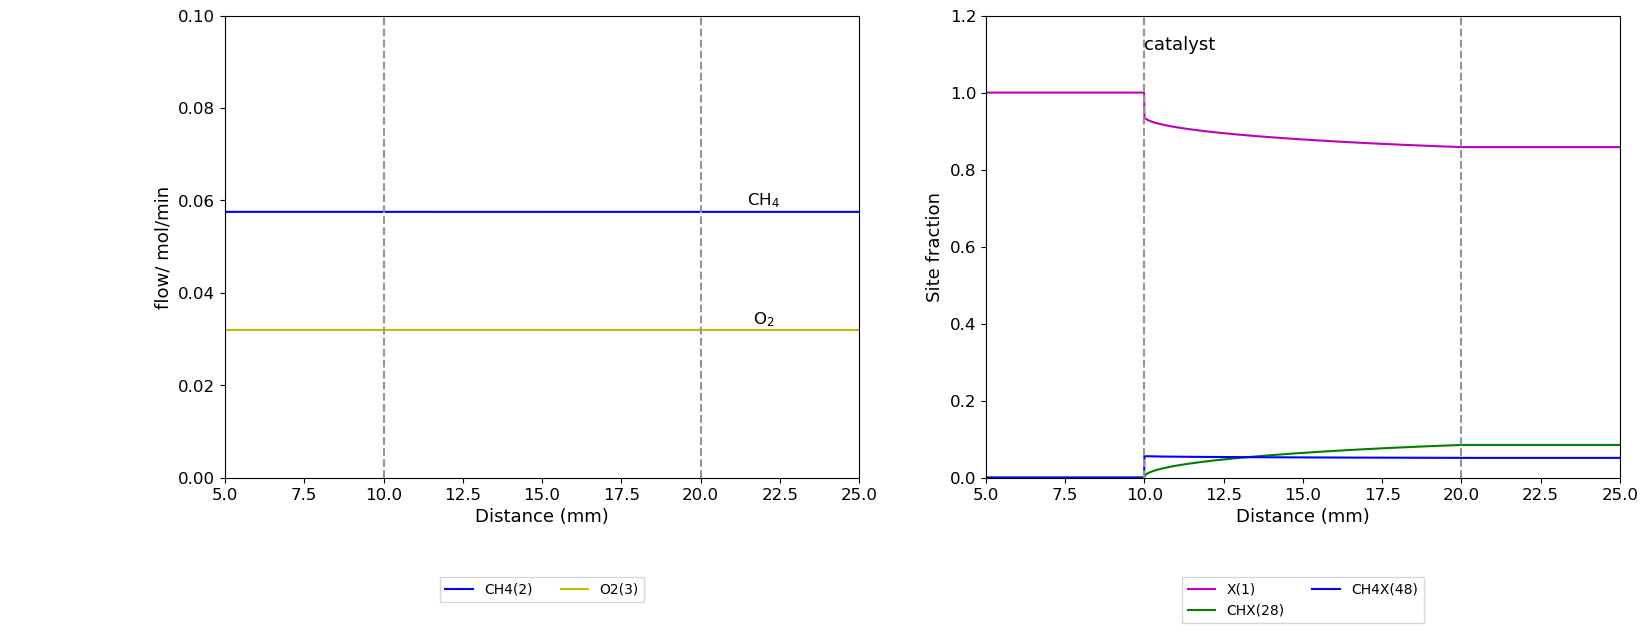 0.10
0.08
0.06
0.04
0.02
0.00
flow/ mol/min
CH4
O2
5.0 7.5 10.0 12.5 15.0 17.5 20.0 22.5 25.0
Distance (mm)
CH4(2) O2(3)
1.2
1.0
0.8
0.6
0.4
0.2
0.0
Site fraction
catalyst
5.0 7.5 10.0 12.5 15.0 17.5 20.0 22.5 25.0
Distance (mm)
X(1) CH4X(48)
CHX(28)